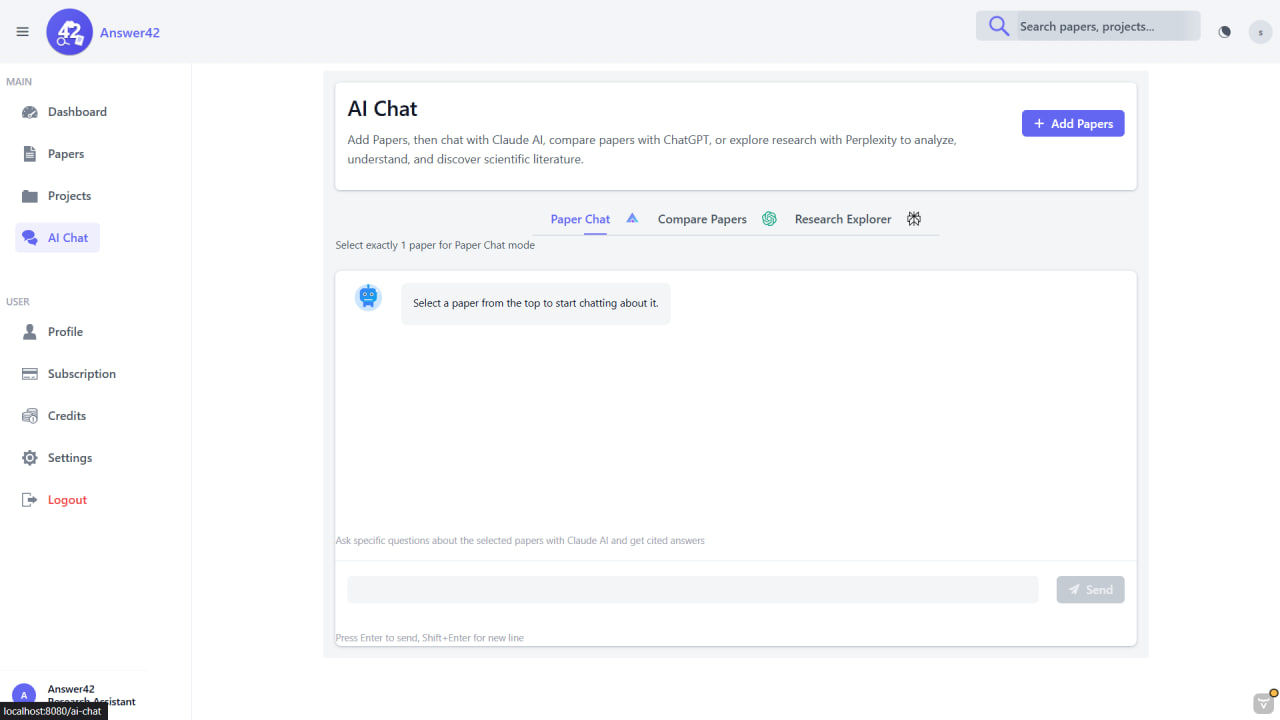 42
Answer42
Search papers, projects...
s
MAIN
Dashboard
Papers
Projects
AI Chat
USER
Profile
Subscription
Credits
Settings
Logout
A
Answer42
Research Assistant
localhost:8080/ai-chat
AI Chat
Add Papers, then chat with Claude AI, compare papers with ChatGPT, or explore research with Perplexity to analyze,
understand, and discover scientific literature.
+ Add Papers
Paper Chat
Compare Papers
Research Explorer
Select exactly 1 paper for Paper Chat mode
Select a paper from the top to start chatting about it.
Ask specific questions about the selected papers with Claude AI and get cited answers
Send
Press Enter to send, Shift+Enter for new line